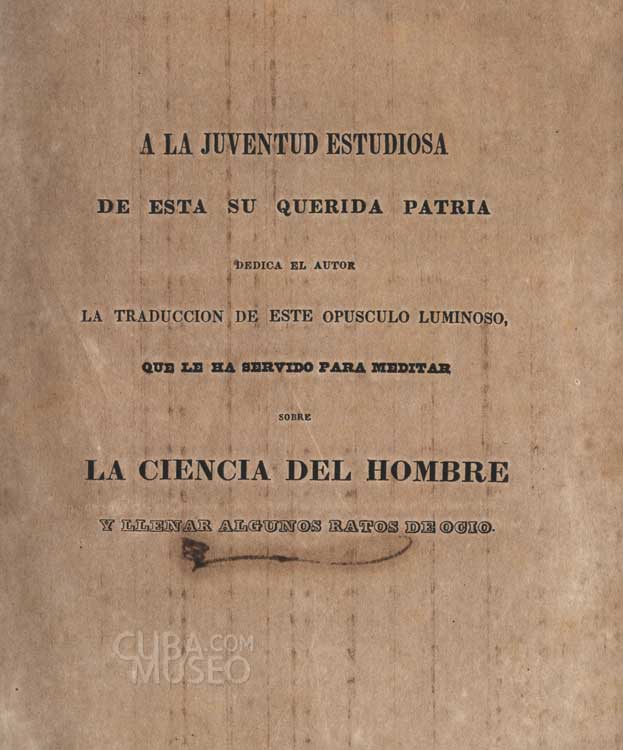 A LA JUVENTUD ESTUDIOSA
DE ESTA SU QUERIDA PATRIA
DEDICA EL AUTOR
LA TRADUCCION DE ESTE OPUSCULO LUMINOSO,
QUE LE HA SERVIDO PARA MEDITAR
SOBRE
LA CIENCIA DEL HOMBRE
Y LLENAR ALGUNOS RATOS DE OCIO.
CUBA.COM
MUSEO